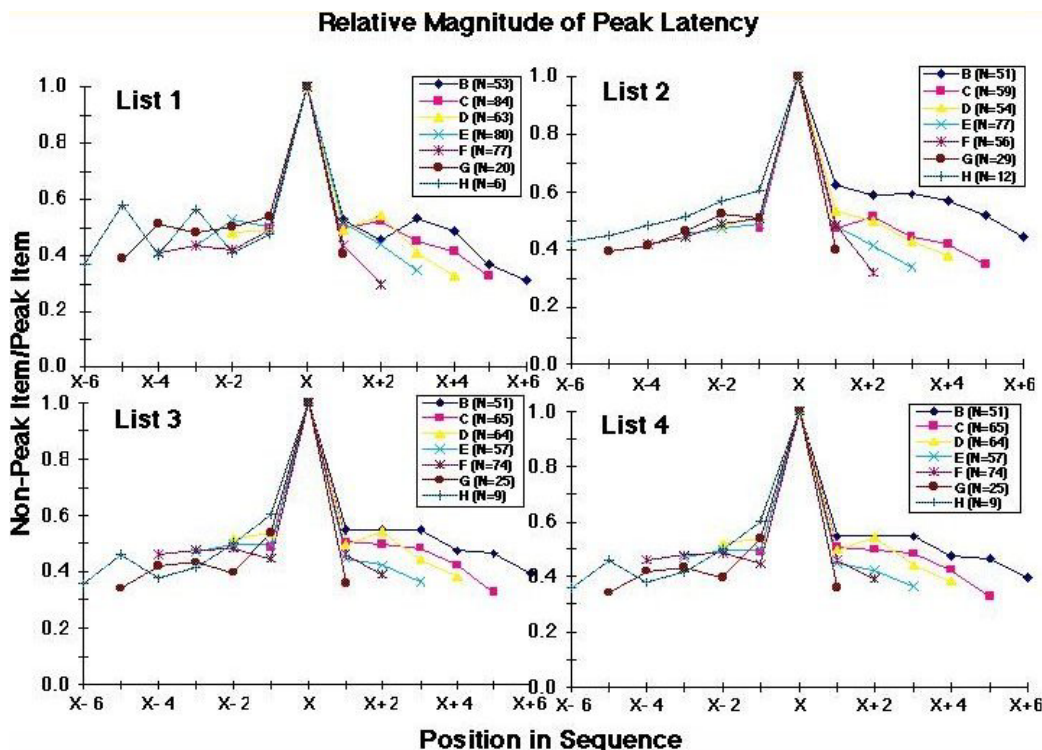 Relative Magnitude of Peak Latency
Non-Peak Item/Peak Item
List 1
1.0
0.8
0.6
0.4
0.2
0.0
B (N=53)
C (N=84)
D (N=63)
E (N=80)
F (N=77)
G (N=20)
H (N=6)
X-6 X-4 X-2 X X+2 X+4 X+6
List 2
1.0
0.8
0.6
0.4
0.2
0.0
B (N=51)
C (N=59)
D (N=54)
E (N=77)
F (N=56)
G (N=29)
H (N=12)
X-6 X-4 X-2 X X+2 X+4 X+6
List 3
1.0
0.8
0.6
0.4
0.2
0.0
B (N=51)
C (N=65)
D (N=64)
E (N=57)
F (N=74)
G (N=25)
H (N=9)
X-6 X-4 X-2 X X+2 X+4 X+6
List 4
1.0
0.8
0.6
0.4
0.2
0.0
B (N=51)
C (N=65)
D (N=64)
E (N=57)
F (N=74)
G (N=25)
H (N=9)
X-6 X-4 X-2 X X+2 X+4 X+6
Position in Sequence